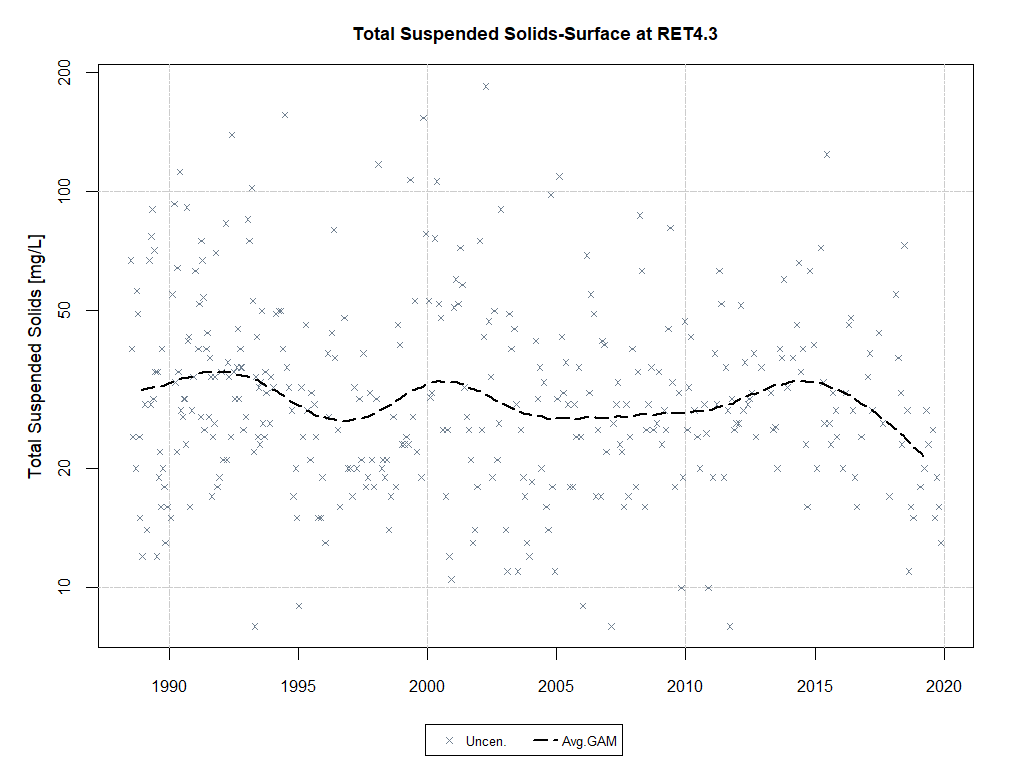 Total Suspended Solids-Surface at RET4.3
Total Suspended Solids [mg/L]
200
100
50
20
10
1990 1995 2000 2005 2010 2015 2020
Uncen. Avg.GAM